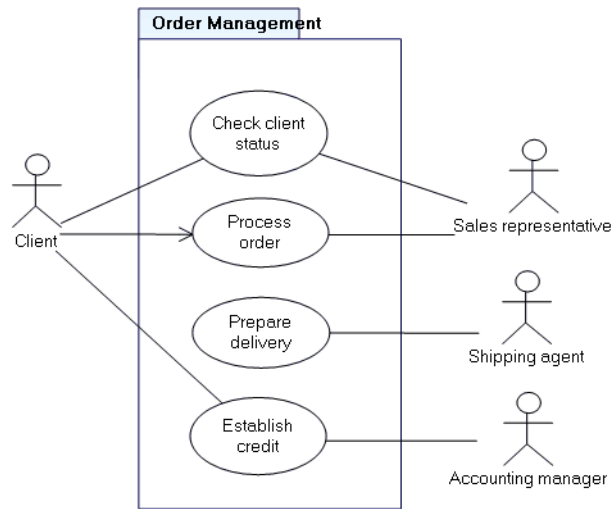 Order Management
Check client
status
Client
Process
order
Sales representative
Prepare
delivery
Shipping agent
Establish
credit
Accounting manager